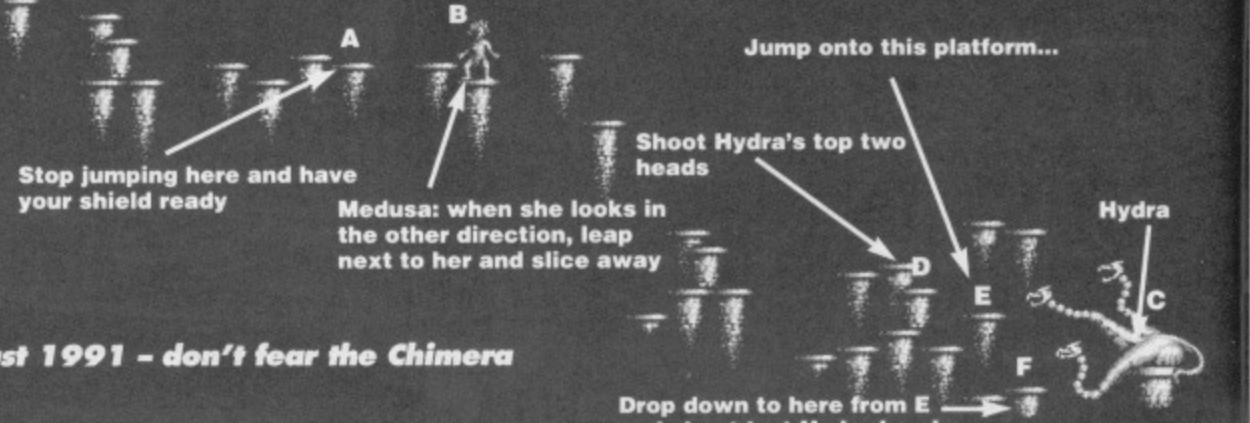 B
A
Jump onto this platform...
Shoot Hydra's top two
heads
Stop jumping here and have
your shield ready
Medusa: when she looks in
the other direction, leap
next to her and slice away
Hydra
D
E
C
st 1991 – don't fear the Chimera
F
Drop down to here from E